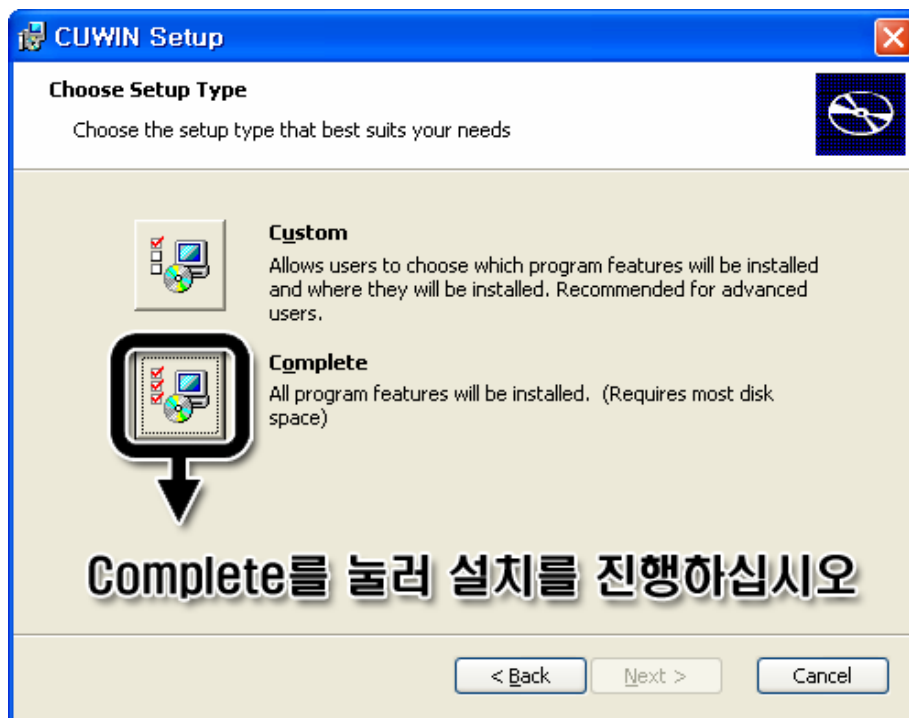 CUWIN Setup
Choose Setup Type
Choose the setup type that best suits your needs
Custom
Allows users to choose which program features will be installed
and where they will be installed. Recommended for advanced
users.
Complete
All program features will be installed.  (Requires most disk
space)
Complete를 눌러 설치를 진행하십시오
< Back
Next >
Cancel